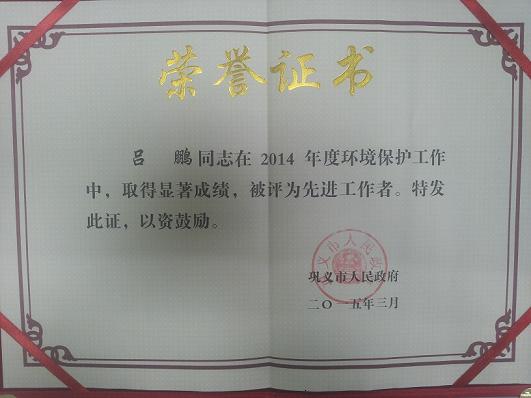 荣誉证书
吕 鹏同志在 2014 年度环境保护工作
中，取得显著成绩，被评为先进工作者。特发
此证，以资鼓励。
巩义市人民政府
二〇一五年三月